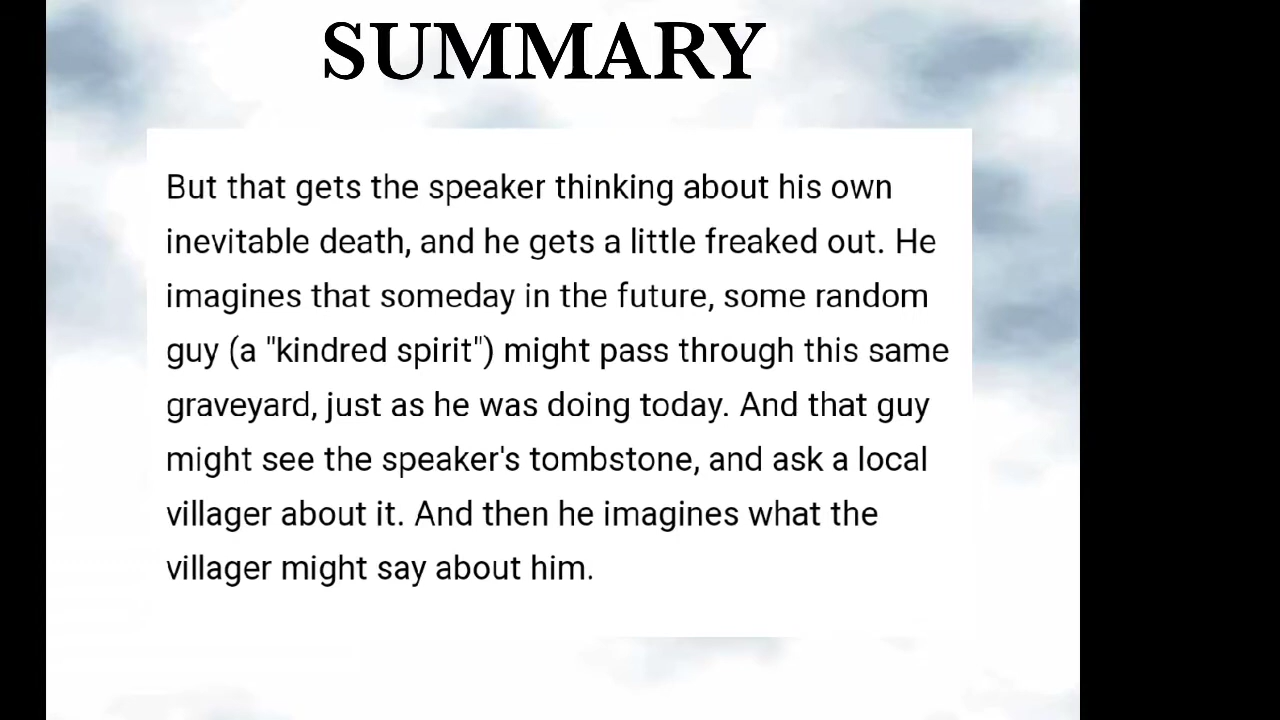 SUMMARY
But that gets the speaker thinking about his own
inevitable death, and he gets a little freaked out. He
imagines that someday in the future, some random
guy (a "kindred spirit") might pass through this same
graveyard, just as he was doing today. And that guy
might see the speaker's tombstone, and ask a local
villager about it. And then he imagines what the
villager might say about him.